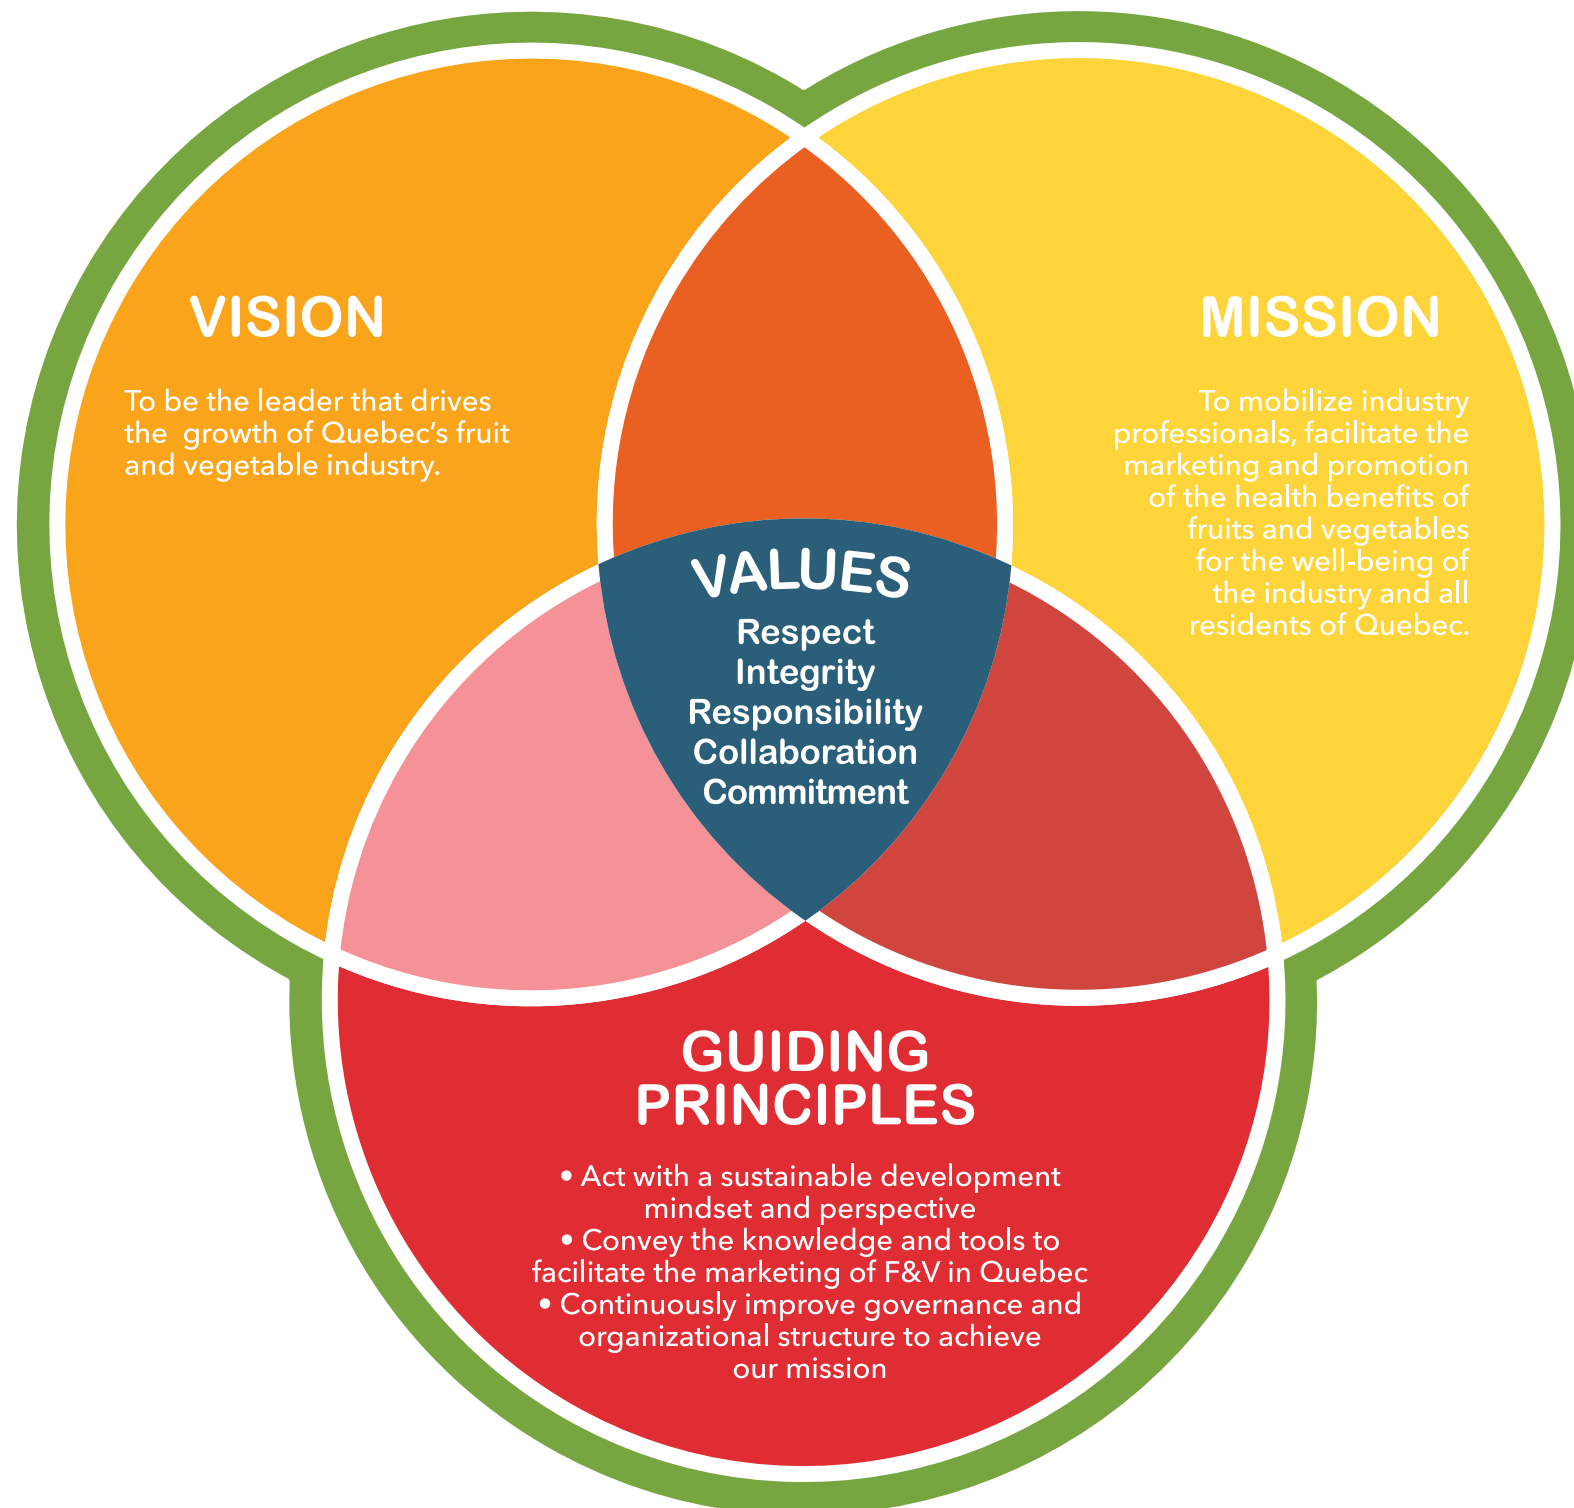 VISION
To be the leader that drives
the growth of Quebec’s fruit
and vegetable industry.
MISSION
To mobilize industry
professionals, facilitate the
marketing and promotion
of the health benefits of
fruits and vegetables
for the well-being of
the industry and all
residents of Quebec.
VALUES
Respect
Integrity
Responsibility
Collaboration
Commitment
GUIDING
PRINCIPLES
• Act with a sustainable development
mindset and perspective
• Convey the knowledge and tools to
facilitate the marketing of F&V in Quebec
• Continuously improve governance and
organizational structure to achieve
our mission